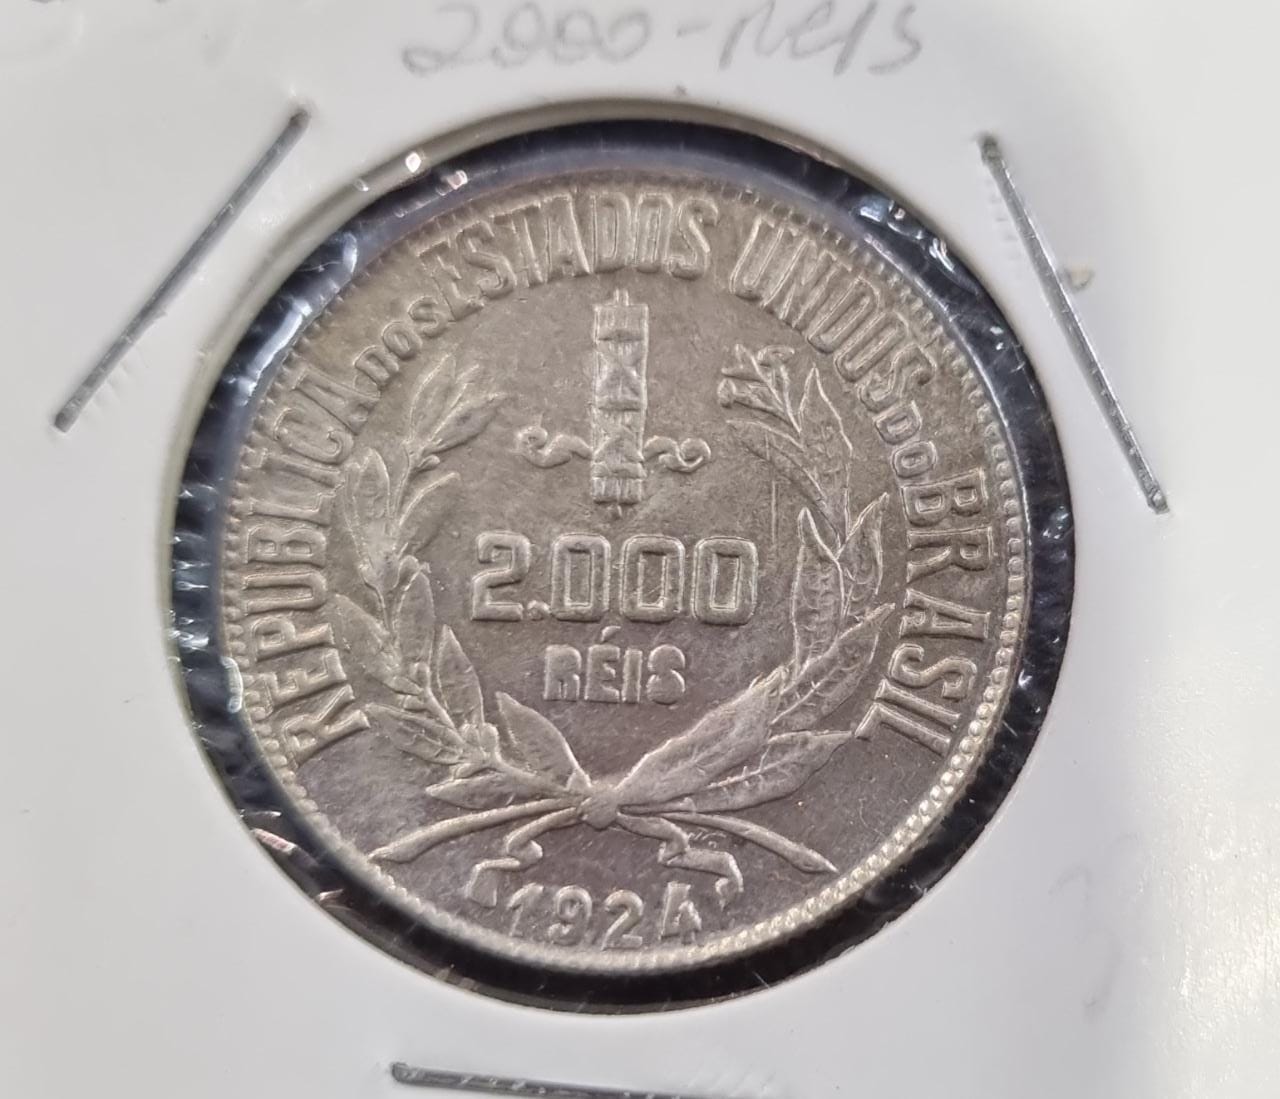 2000-REIS
REPUBLICA DOS ESTADOS UNIDOS DO BRASIL
2.000
RÉIS
1924